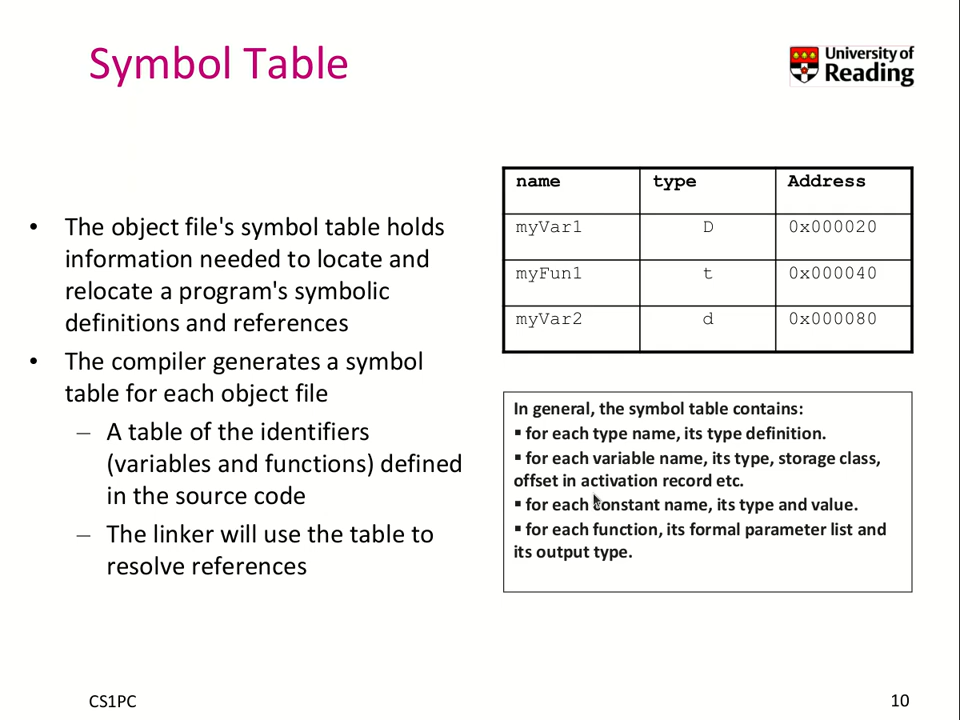 Symbol Table
University of
Reading
• The object file's symbol table holds
information needed to locate and
relocate a program's symbolic
definitions and references
• The compiler generates a symbol
table for each object file
– A table of the identifiers
(variables and functions) defined
in the source code
– The linker will use the table to
resolve references
name type Address
myVar1 D 0x000020
myFun1 t 0x000040
myVar2 d 0x000080
In general, the symbol table contains:
▪ for each type name, its type definition.
▪ for each variable name, its type, storage class,
offset in activation record etc.
▪ for each constant name, its type and value.
▪ for each function, its formal parameter list and
its output type.
CS1PC
10